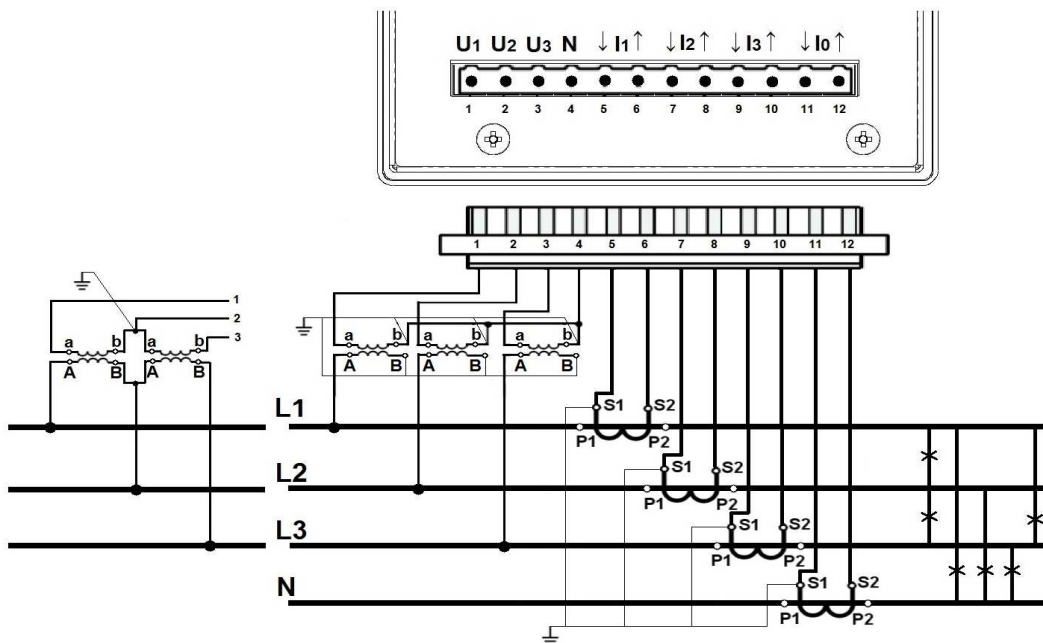 U1 U2 U3 N ↓ I1 ↑ ↓ I2 ↑ ↓ I3 ↑ ↓ I0 ↑
1 2 3 4 5 6 7 8 9 10 11 12
1 2 3 4 5 6 7 8 9 10 11 12
1
2
3
a b a b
A B A B
a b a b a b
A B A B A B
L1
S1 S2
P1 P2
L2
S1 S2
P1 P2
L3
S1 S2
P1 P2
N
S1 S2
P1 P2